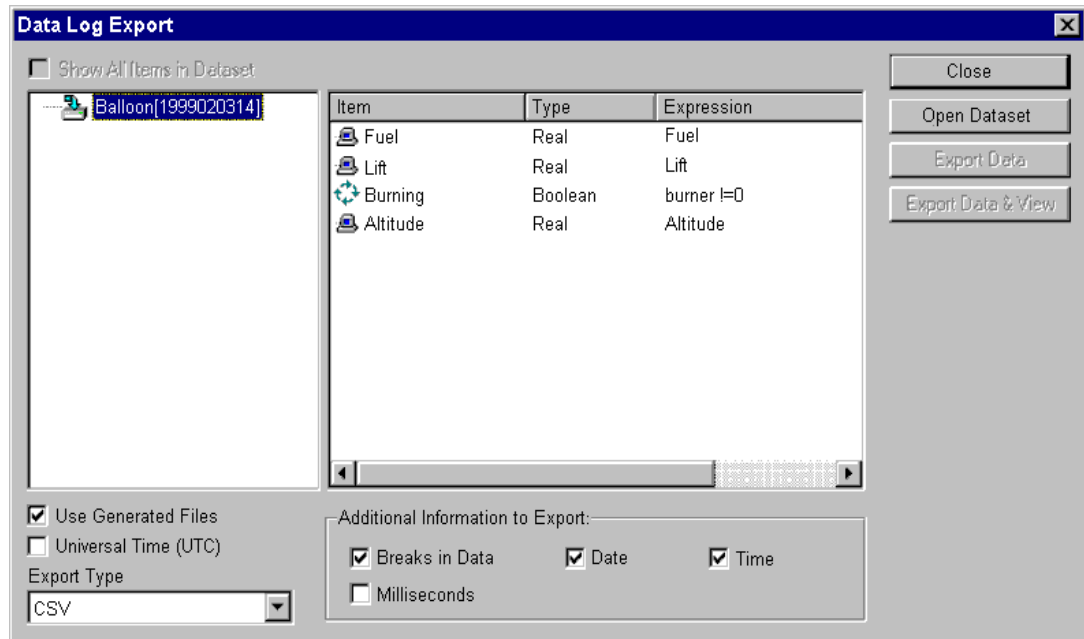 Data Log Export
Show All Items in Dataset
Balloon[1999020314]
Item Type Expression
Fuel Real Fuel
Lift Real Lift
Burning Boolean burner !=0
Altitude Real Altitude
Close
Open Dataset
Export Data
Export Data & View
Use Generated Files
Universal Time (UTC)
Export Type
CSV
Additional Information to Export:
Breaks in Data Date Time
Milliseconds